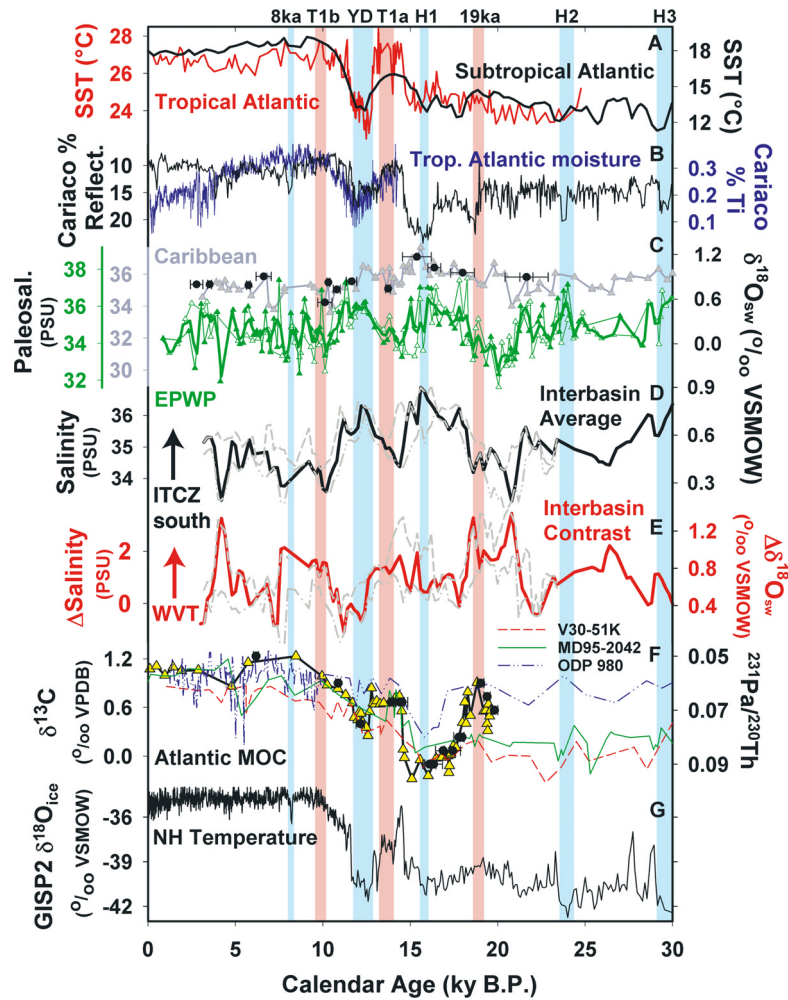 8ka T1b YD T1a H1 19ka H2 H3
A
SST (°C)
28
26
24
Tropical Atlantic
Subtropical Atlantic
18
15
12
SST (°C)
B
Cariaco %
Reflect.
10
15
20
Trop. Atlantic moisture
0.3
0.2
0.1
Cariaco
% Ti
C
Caribbean
Paleosal.
(PSU)
38
36
34
32
36
34
32
30
EPWP
1.2
0.6
0.0
δ18Osw (o/oo VSMOW)
D
Interbasin
Average
Salinity
(PSU)
36
35
34
ITCZ
south
0.9
0.6
0.3
E
Interbasin
Contrast
ΔSalinity
(PSU)
2
0
WVT
1.2
0.8
0.4
Δδ18Osw
(o/oo VSMOW)
V30-51K
MD95-2042
ODP 980
F
δ13C
(o/oo VPDB)
1.2
0.6
0.0
Atlantic MOC
0.05
0.07
0.09
231Pa/230Th
G
GISP2 δ18Oice
(o/oo VSMOW)
-36
-39
-42
NH Temperature
0 5 10 15 20 25 30
Calendar Age (ky B.P.)